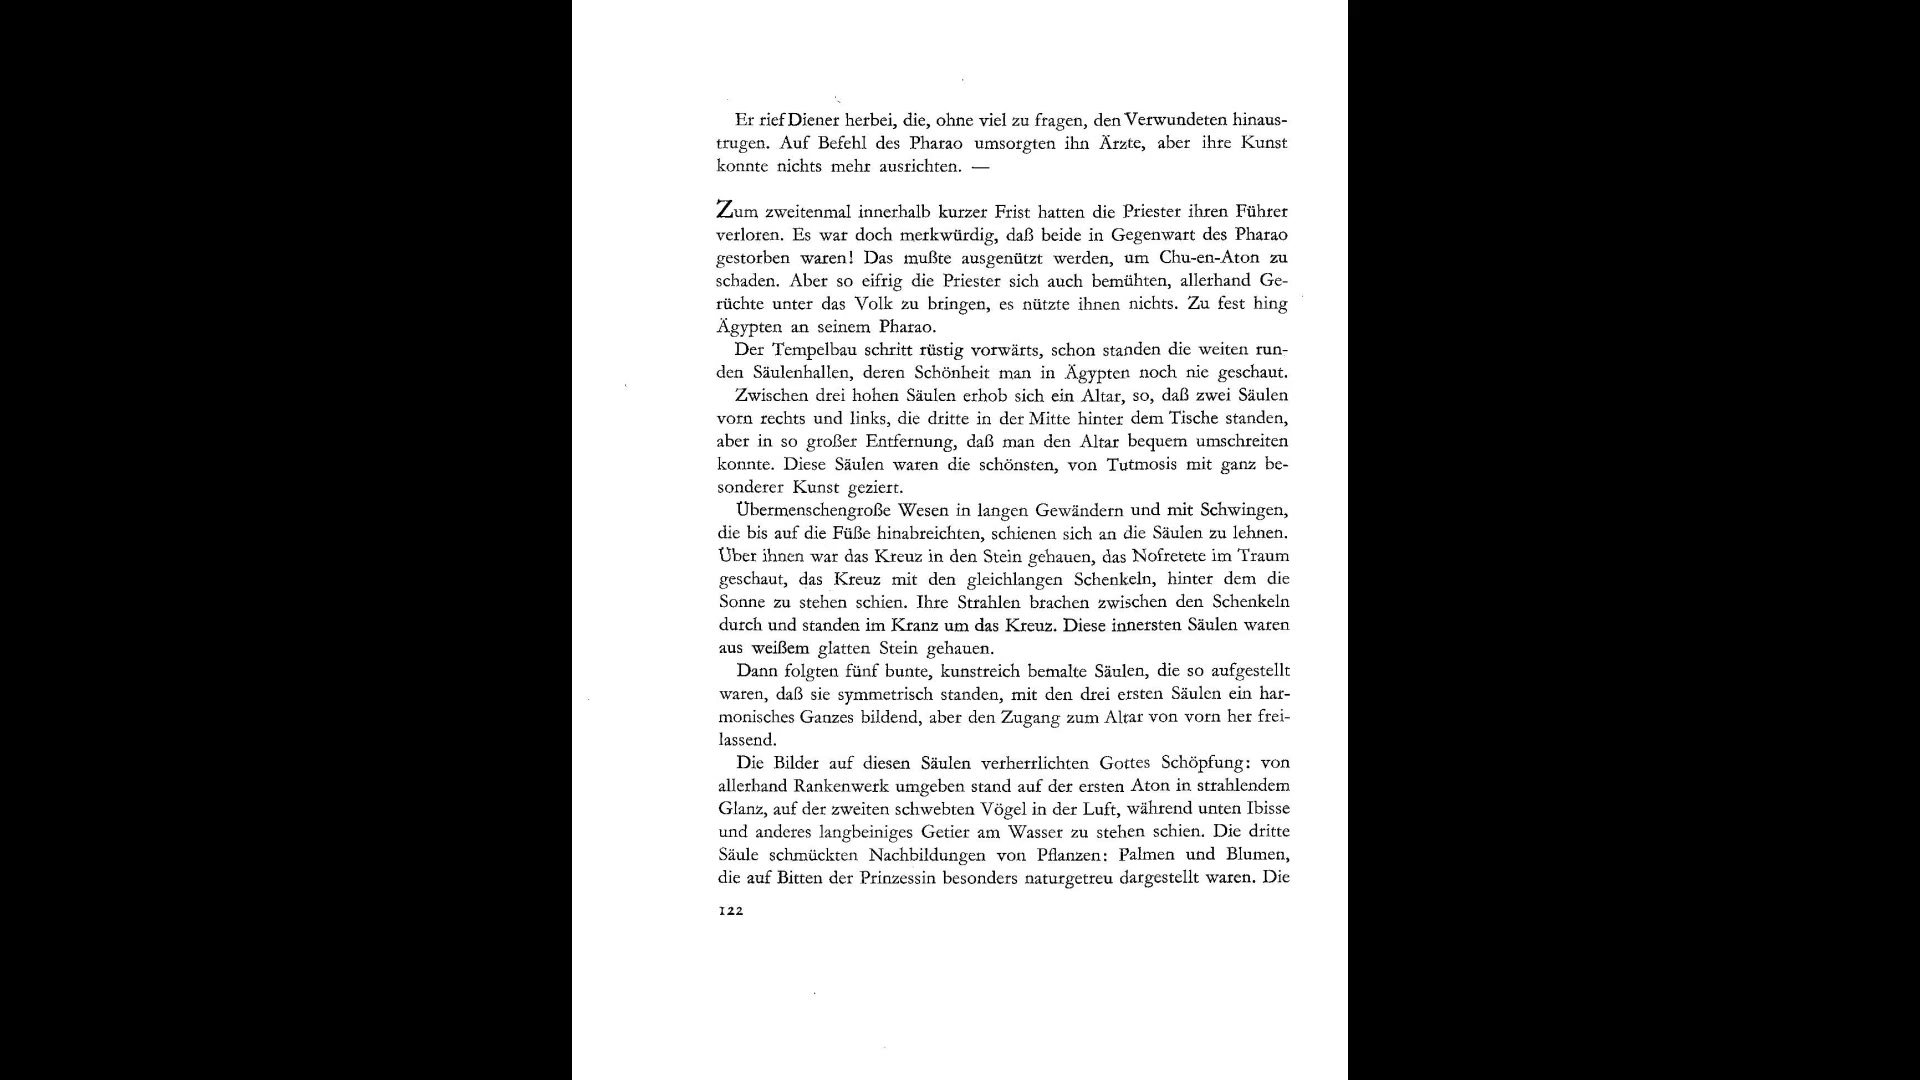 Er rief Diener herbei, die, ohne viel zu fragen, den Verwundeten hinaus-
trugen. Auf Befehl des Pharao umsorgten ihn Ärzte, aber ihre Kunst
konnte nichts mehr ausrichten. —
Zum zweitenmal innerhalb kurzer Frist hatten die Priester ihren Führer
verloren. Es war doch merkwürdig, daß beide in Gegenwart des Pharao
gestorben waren! Das mußte ausgenützt werden, um Chu-en-Aton zu
schaden. Aber so eifrig die Priester sich auch bemühten, allerhand Ge-
rüchte unter das Volk zu bringen, es nützte ihnen nichts. Zu fest hing
Ägypten an seinem Pharao.
Der Tempelbau schritt rüstig vorwärts, schon standen die weiten run-
den Säulenhallen, deren Schönheit man in Ägypten noch nie geschaut.
Zwischen drei hohen Säulen erhob sich ein Altar, so, daß zwei Säulen
vorn rechts und links, die dritte in der Mitte hinter dem Tische standen,
aber in so großer Entfernung, daß man den Altar bequem umschreiten
konnte. Diese Säulen waren die schönsten, von Tutmosis mit ganz be-
sonderer Kunst geziert.
Übermenschengroße Wesen in langen Gewändern und mit Schwingen,
die bis auf die Füße hinabreichten, schienen sich an die Säulen zu lehnen.
Über ihnen war das Kreuz in den Stein gehauen, das Nofretete im Traum
geschaut, das Kreuz mit den gleichlangen Schenkeln, hinter dem die
Sonne zu stehen schien. Ihre Strahlen brachen zwischen den Schenkeln
durch und standen im Kranz um das Kreuz. Diese innersten Säulen waren
aus weißem glatten Stein gehauen.
Dann folgten fünf bunte, kunstreich bemalte Säulen, die so aufgestellt
waren, daß sie symmetrisch standen, mit den drei ersten Säulen ein har-
monisches Ganzes bildend, aber den Zugang zum Altar von vorn her frei-
lassend.
Die Bilder auf diesen Säulen verherrlichten Gottes Schöpfung: von
allerhand Rankenwerk umgeben stand auf der ersten Aton in strahlendem
Glanz, auf der zweiten schwebten Vögel in der Luft, während unten Ibisse
und anderes langbeiniges Getier am Wasser zu stehen schien. Die dritte
Säule schmückten Nachbildungen von Pflanzen: Palmen und Blumen,
die auf Bitten der Prinzessin besonders naturgetreu dargestellt waren. Die
122